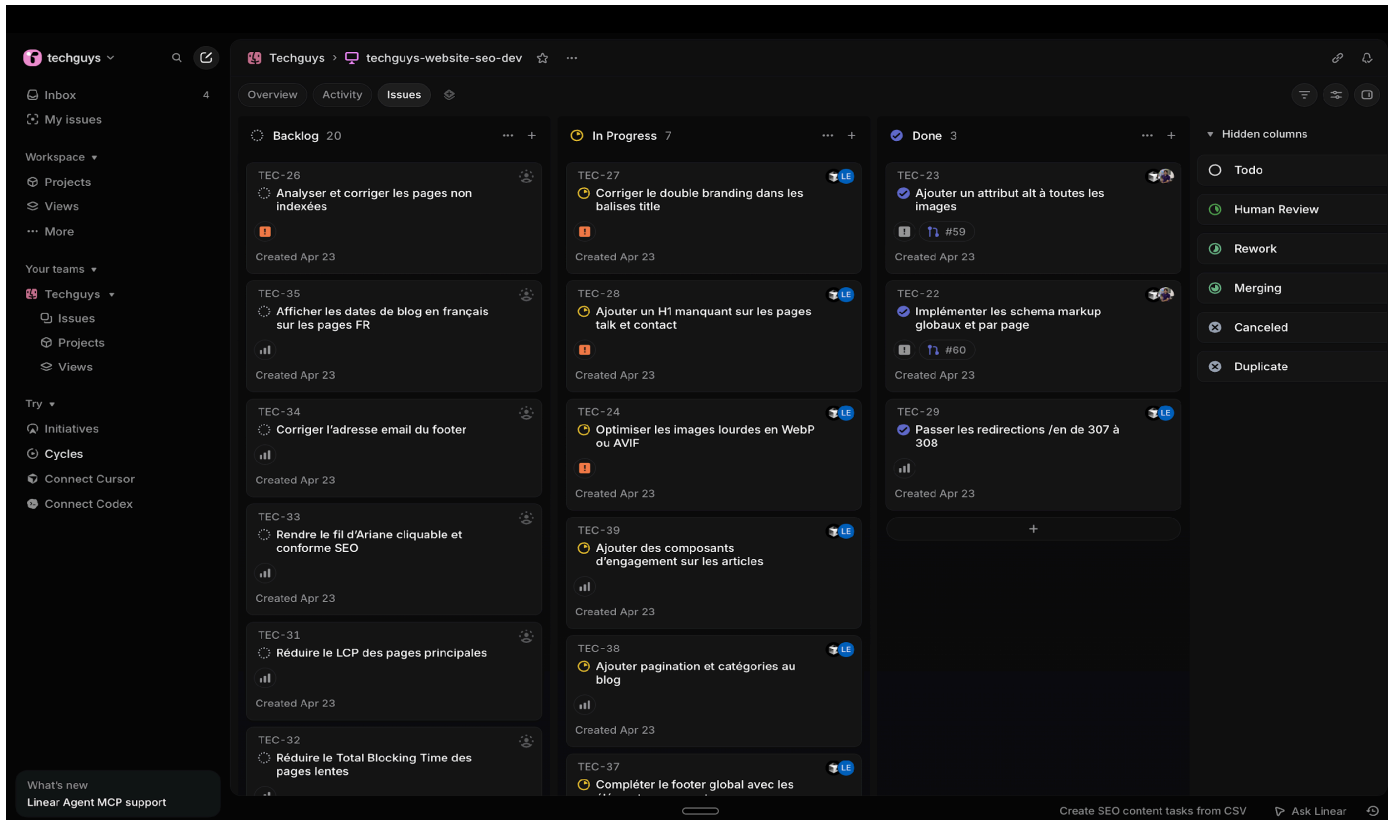 techguys
Inbox 4
My issues
Workspace
Projects
Views
More
Your teams
Techguys
Issues
Projects
Views
Try
Initiatives
Cycles
Connect Cursor
Connect Codex
What's new
Linear Agent MCP support
Techguys › techguys-website-seo-dev
Overview Activity Issues
Backlog 20
TEC-26
Analyser et corriger les pages non
indexées
Created Apr 23
TEC-35
Afficher les dates de blog en français
sur les pages FR
Created Apr 23
TEC-34
Corriger l'adresse email du footer
Created Apr 23
TEC-33
Rendre le fil d'Ariane cliquable et
conforme SEO
Created Apr 23
TEC-31
Réduire le LCP des pages principales
Created Apr 23
TEC-32
Réduire le Total Blocking Time des
pages lentes
In Progress 7
TEC-27 LE
Corriger le double branding dans les
balises title
Created Apr 23
TEC-28 LE
Ajouter un H1 manquant sur les pages
talk et contact
Created Apr 23
TEC-24 LE
Optimiser les images lourdes en WebP
ou AVIF
Created Apr 23
TEC-39 LE
Ajouter des composants
d'engagement sur les articles
Created Apr 23
TEC-38 LE
Ajouter pagination et catégories au
blog
Created Apr 23
TEC-37 LE
Compléter le footer global avec les
Done 3
TEC-23
Ajouter un attribut alt à toutes les
images
#59
Created Apr 23
TEC-22
Implémenter les schema markup
globaux et par page
#60
Created Apr 23
TEC-29 LE
Passer les redirections /en de 307 à
308
Created Apr 23
Hidden columns
Todo
Human Review
Rework
Merging
Canceled
Duplicate
Create SEO content tasks from CSV Ask Linear